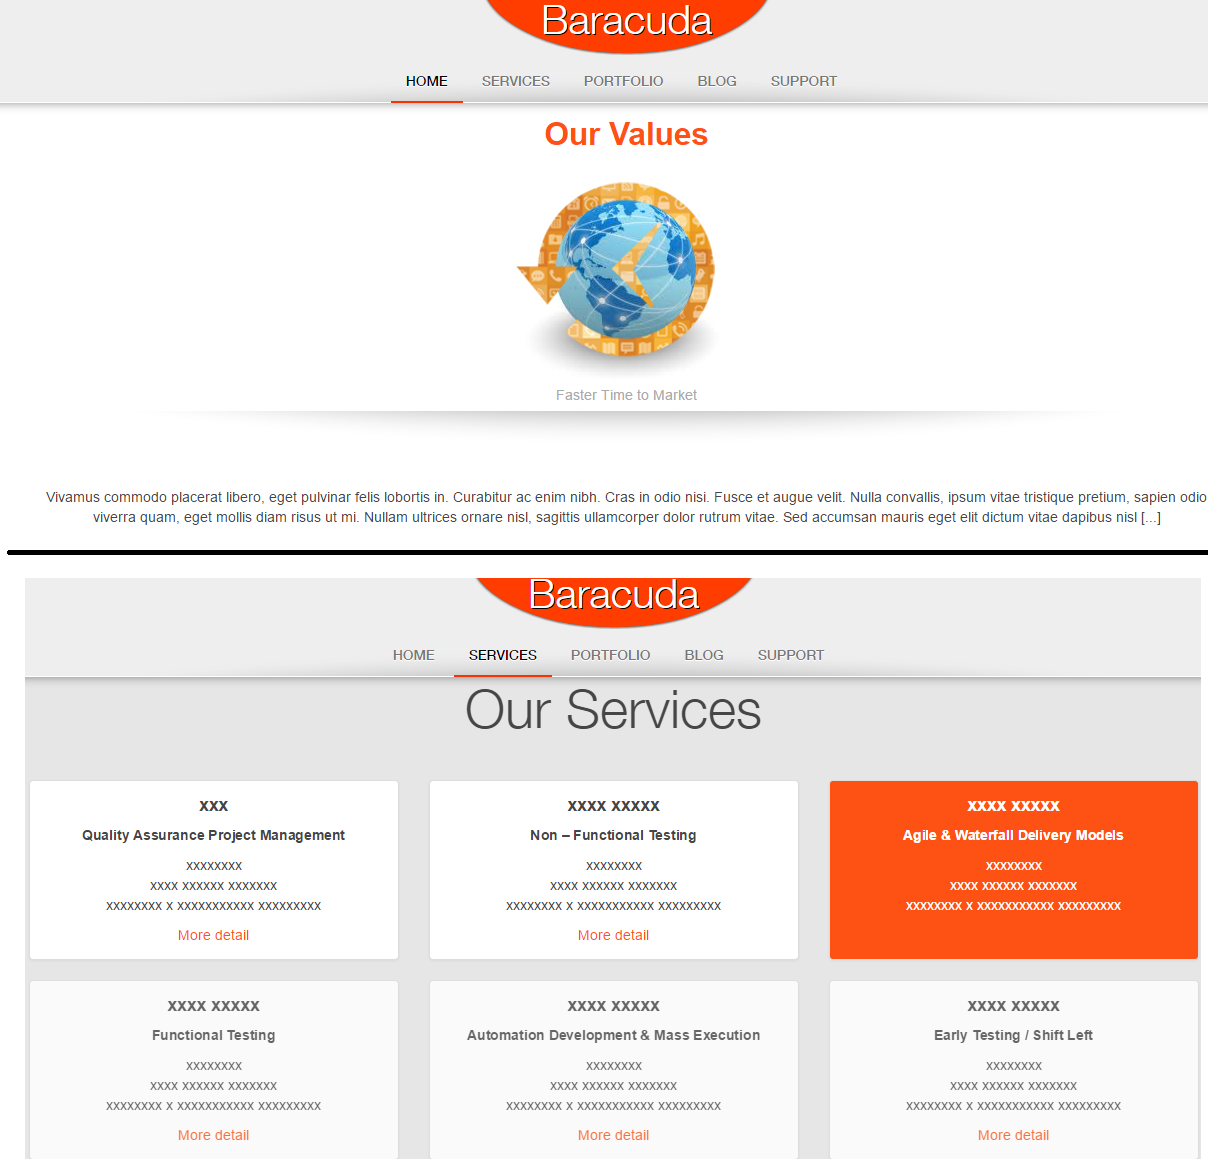 Baracuda
HOME SERVICES PORTFOLIO BLOG SUPPORT
Our Values
Faster Time to Market
Vivamus commodo placerat libero, eget pulvinar felis lobortis in. Curabitur ac enim nibh. Cras in odio nisi. Fusce et augue velit. Nulla convallis, ipsum vitae tristique pretium, sapien odio
viverra quam, eget mollis diam risus ut mi. Nullam ultrices ornare nisl, sagittis ullamcorper dolor rutrum vitae. Sed accumsan mauris eget elit dictum vitae dapibus nisl [...]
Baracuda
HOME SERVICES PORTFOLIO BLOG SUPPORT
Our Services
xxx
Quality Assurance Project Management
xxxxxxxx
xxxx xxxxxx xxxxxxx
xxxxxxxx x xxxxxxxxxxx xxxxxxxxx
More detail
xxxx xxxxx
Non – Functional Testing
xxxxxxxx
xxxx xxxxxx xxxxxxx
xxxxxxxx x xxxxxxxxxxx xxxxxxxxx
More detail
xxxx xxxxx
Agile & Waterfall Delivery Models
xxxxxxxx
xxxx xxxxxx xxxxxxx
xxxxxxxx x xxxxxxxxxxx xxxxxxxxx
xxxx xxxxx
Functional Testing
xxxxxxxx
xxxx xxxxxx xxxxxxx
xxxxxxxx x xxxxxxxxxxx xxxxxxxxx
More detail
xxxx xxxxx
Automation Development & Mass Execution
xxxxxxxx
xxxx xxxxxx xxxxxxx
xxxxxxxx x xxxxxxxxxxx xxxxxxxxx
More detail
xxxx xxxxx
Early Testing / Shift Left
xxxxxxxx
xxxx xxxxxx xxxxxxx
xxxxxxxx x xxxxxxxxxxx xxxxxxxxx
More detail